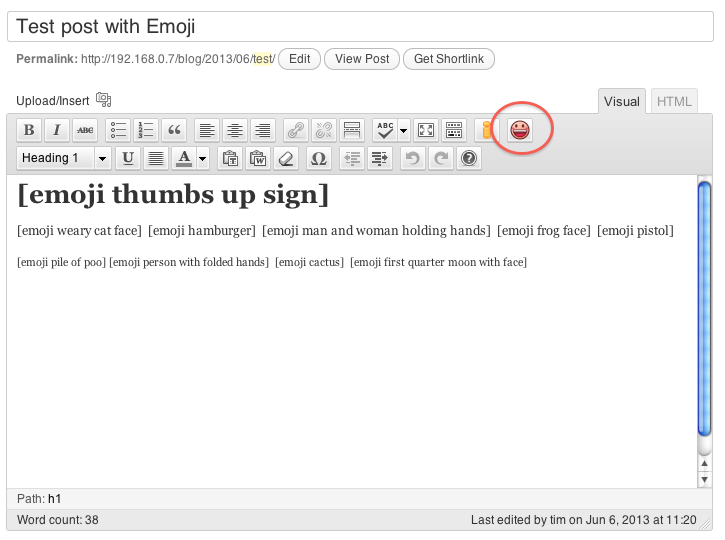 Test post with Emoji
Permalink: http://192.168.0.7/blog/2013/06/test/ Edit View Post Get Shortlink
Upload/Insert Visual HTML
B I ABC ABC
Heading 1 U A T W Ω ?
[emoji thumbs up sign]
[emoji weary cat face] [emoji hamburger] [emoji man and woman holding hands] [emoji frog face] [emoji pistol]
[emoji pile of poo] [emoji person with folded hands] [emoji cactus] [emoji first quarter moon with face]
Path: h1
Word count: 38 Last edited by tim on Jun 6, 2013 at 11:20